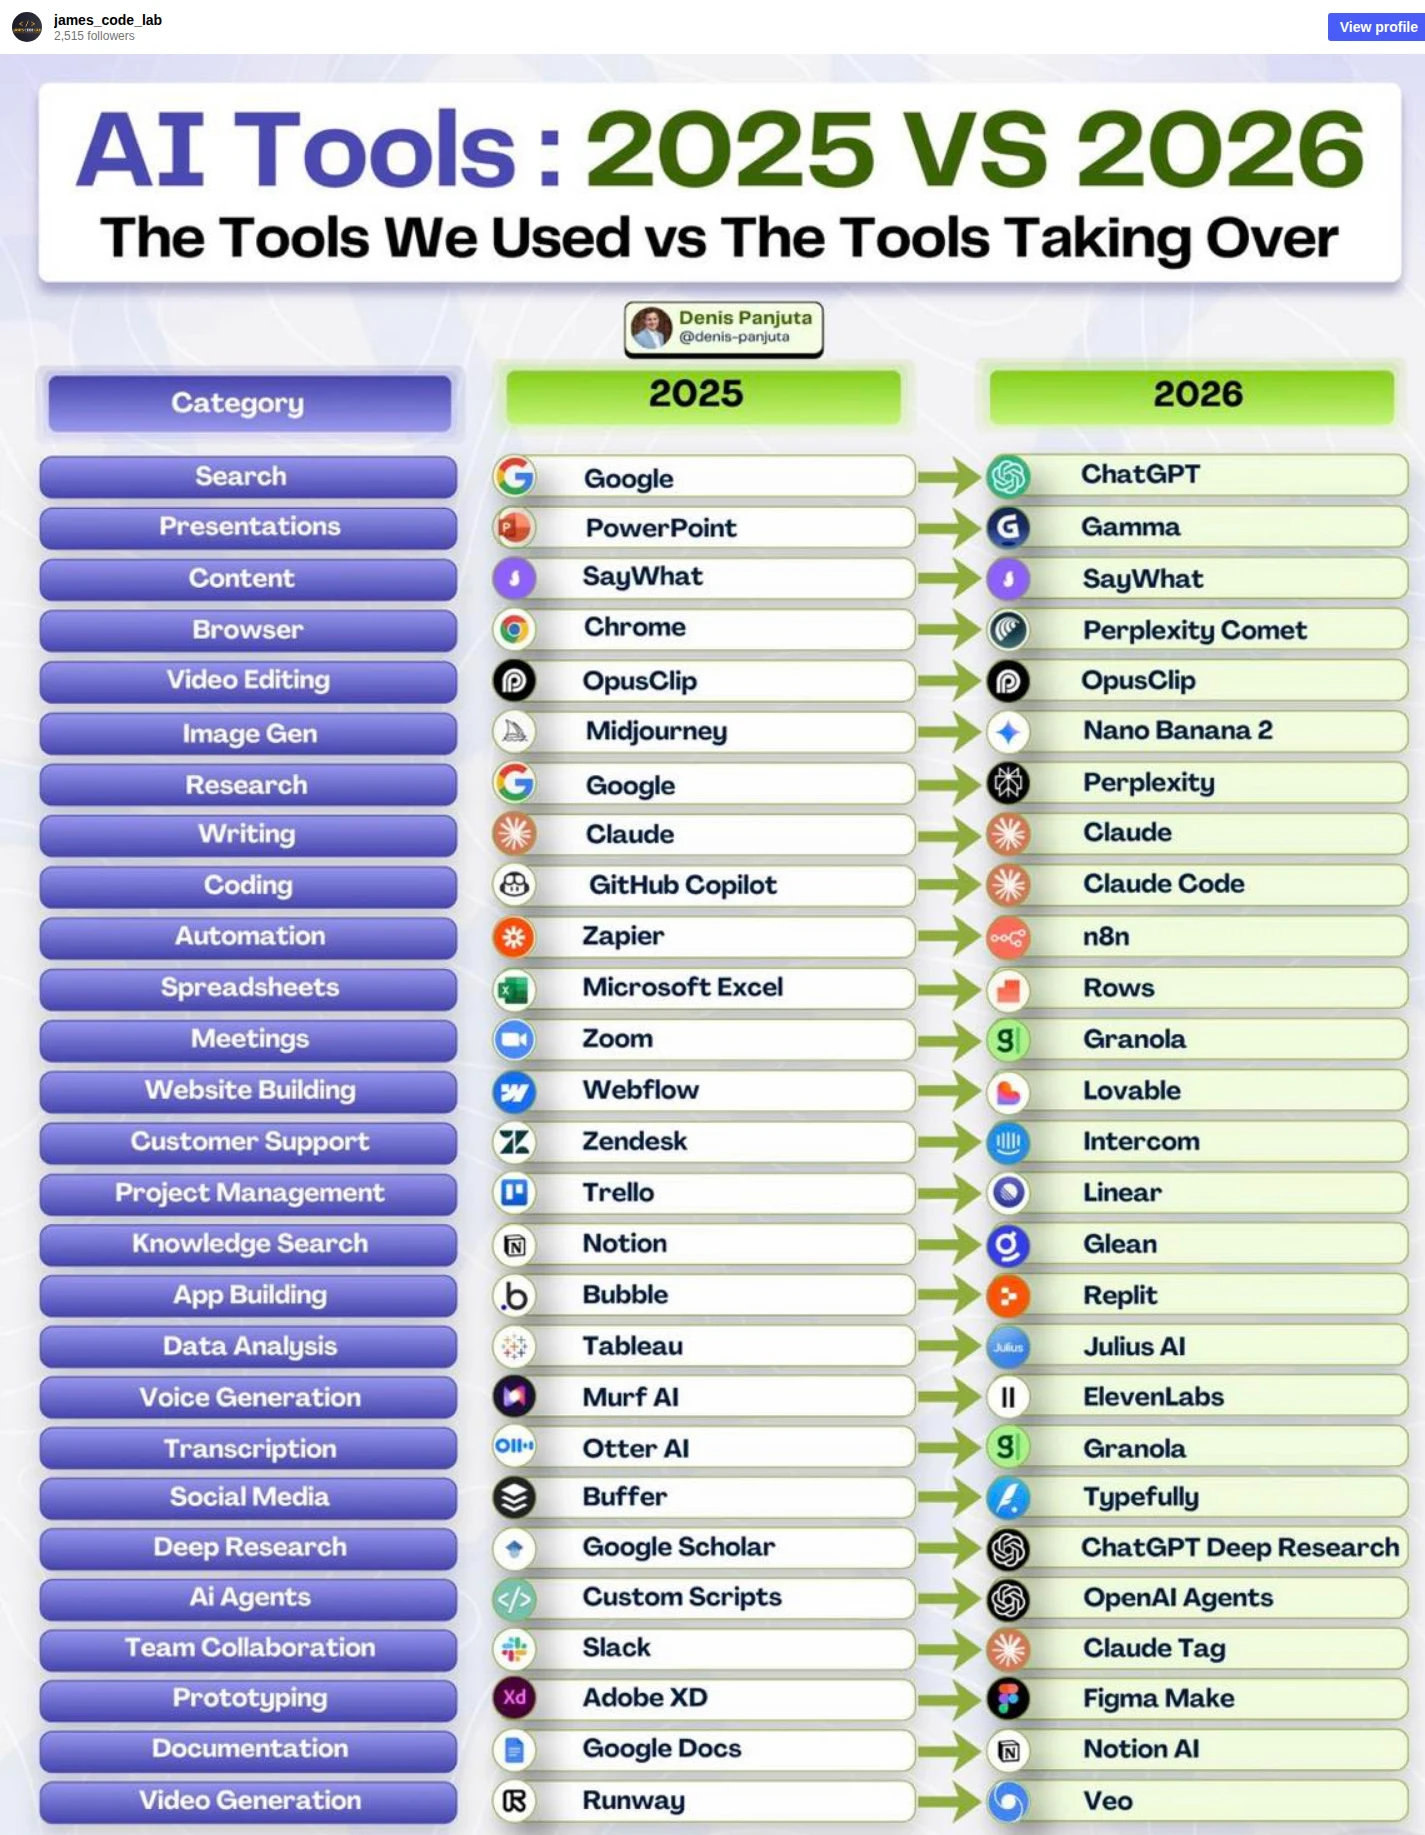 james_code_lab
2,515 followers
View profile
AI Tools : 2025 VS 2026
The Tools We Used vs The Tools Taking Over
Denis Panjuta
@denis-panjuta
Category 2025 2026
Search Google ChatGPT
Presentations PowerPoint Gamma
Content SayWhat SayWhat
Browser Chrome Perplexity Comet
Video Editing OpusClip OpusClip
Image Gen Midjourney Nano Banana 2
Research Google Perplexity
Writing Claude Claude
Coding GitHub Copilot Claude Code
Automation Zapier n8n
Spreadsheets Microsoft Excel Rows
Meetings Zoom Granola
Website Building Webflow Lovable
Customer Support Zendesk Intercom
Project Management Trello Linear
Knowledge Search Notion Glean
App Building Bubble Replit
Data Analysis Tableau Julius Julius AI
Voice Generation Murf AI ElevenLabs
Transcription Otter AI Granola
Social Media Buffer Typefully
Deep Research Google Scholar ChatGPT Deep Research
Ai Agents </> Custom Scripts OpenAI Agents
Team Collaboration Slack Claude Tag
Prototyping Xd Adobe XD Figma Make
Documentation Google Docs Notion AI
Video Generation Runway Veo